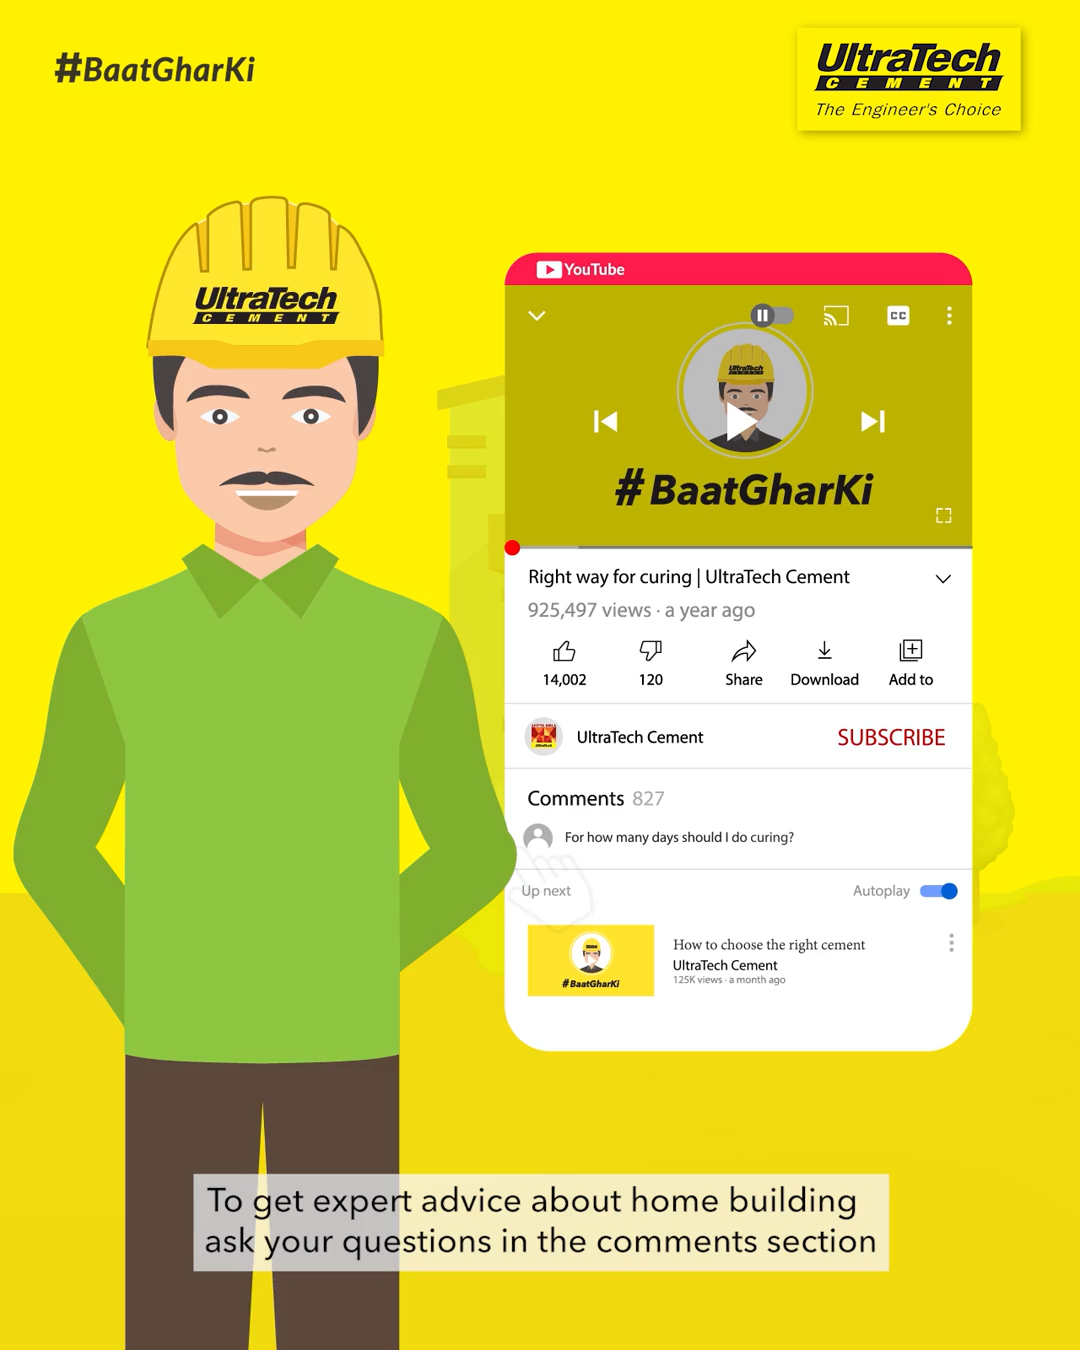 #BaatGharKi
UltraTech
CEMENT
The Engineer's Choice
UltraTech
CEMENT
YouTube
CC
UltraTech
CEMENT
#BaatGharKi
Right way for curing | UltraTech Cement
925,497 views · a year ago
14,002 120 Share Download Add to
UltraTech Cement SUBSCRIBE
Comments 827
For how many days should I do curing?
Up next Autoplay
How to choose the right cement
UltraTech Cement
125K views · a month ago
#BaatGharKi
To get expert advice about home building
ask your questions in the comments section